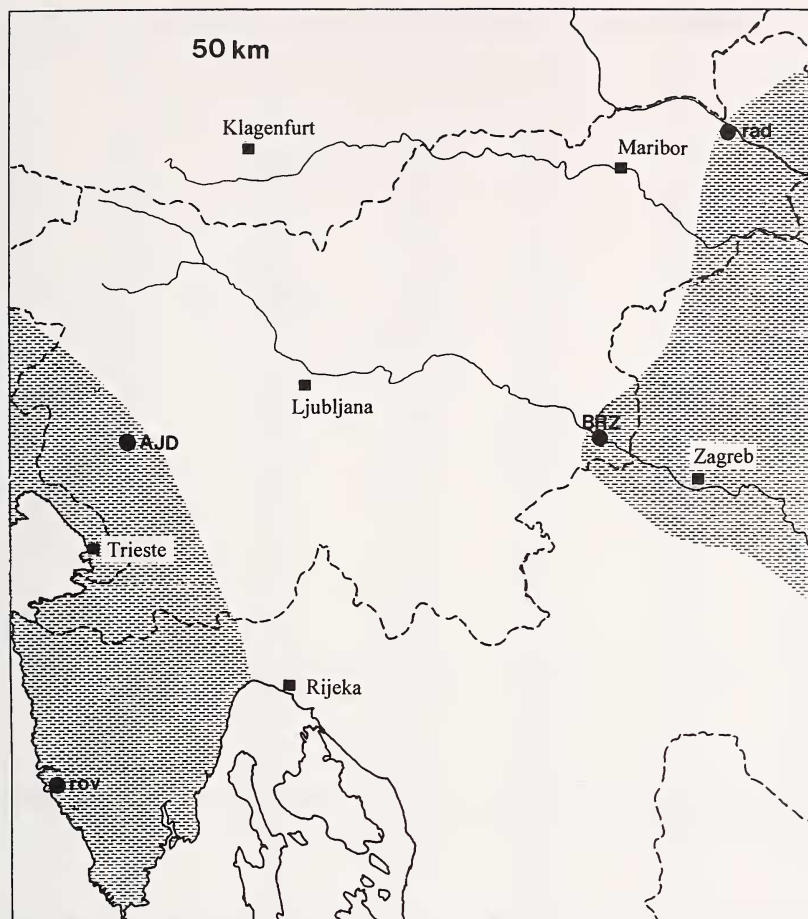 50 km
rad
Klagenfurt
Maribor
Ljubljana
BRZ
AJD
Zagreb
Trieste
Rijeka
rov